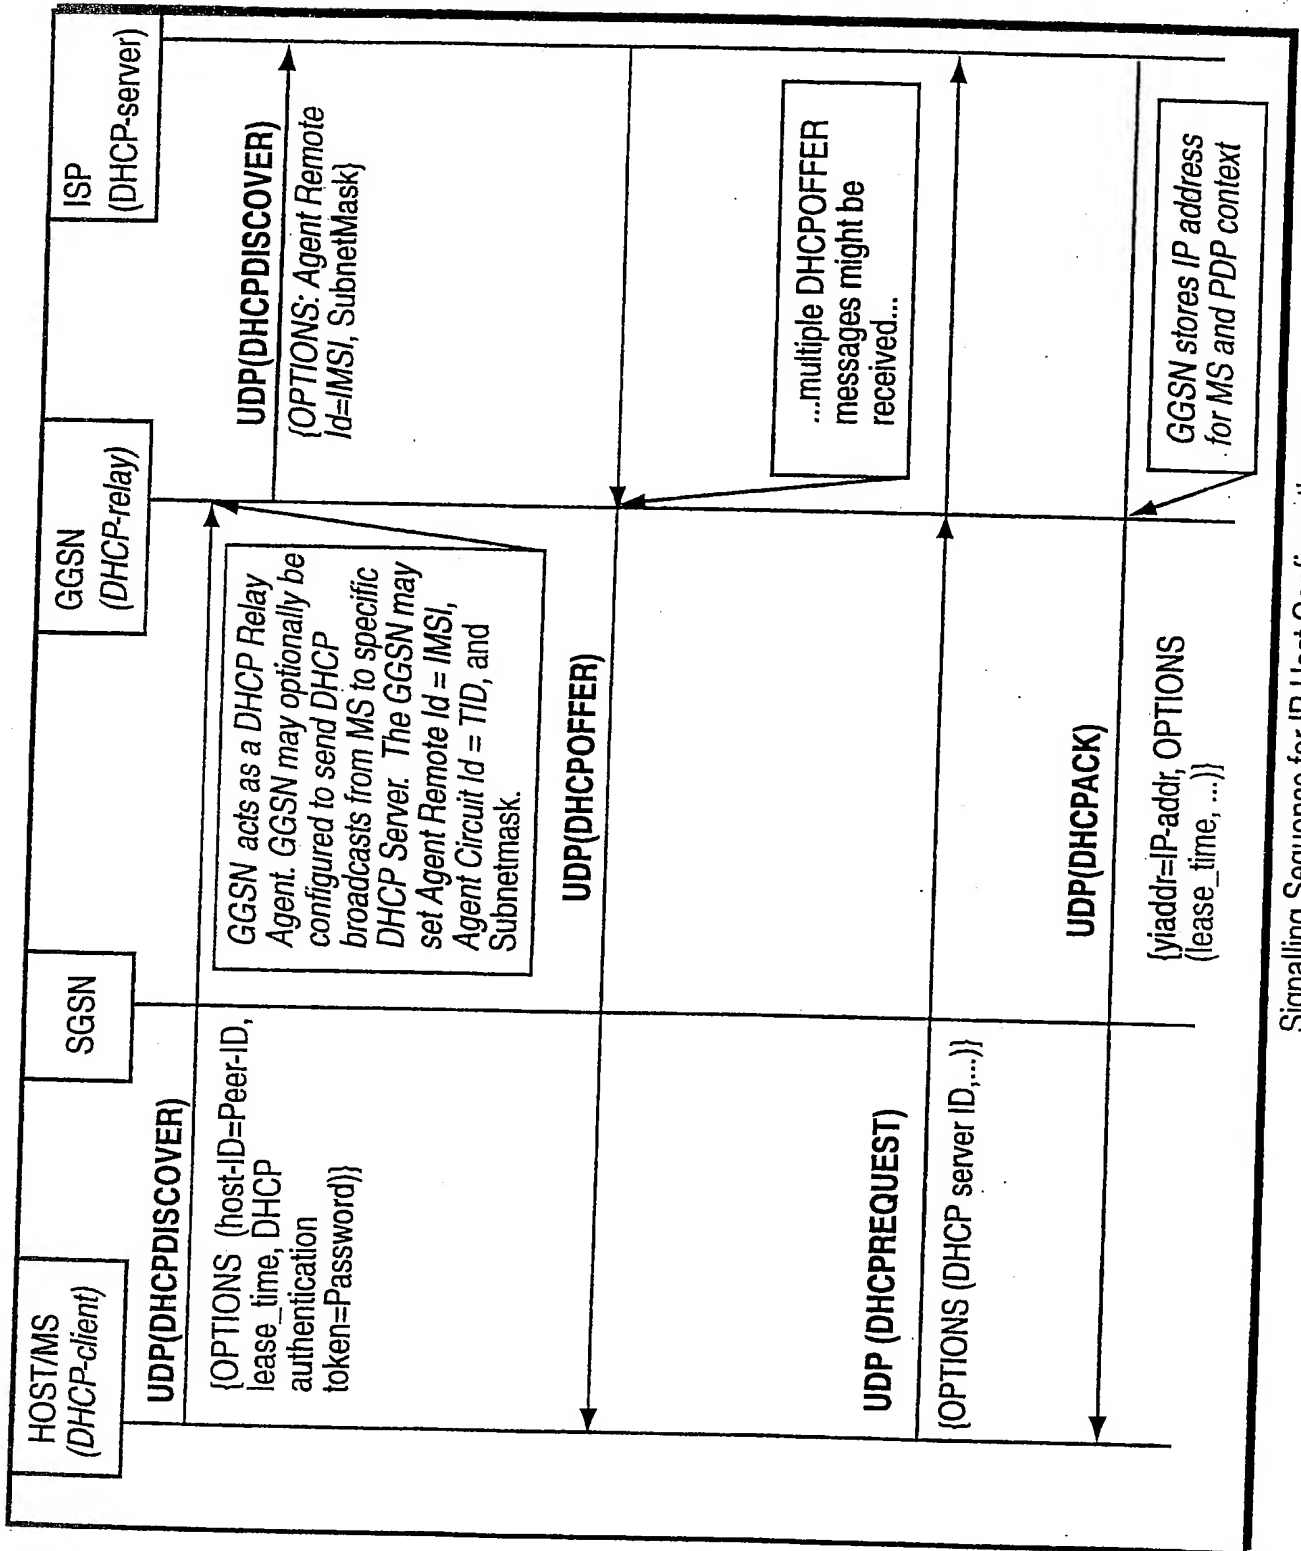 HOST/MS
(DHCP-client)
SGSN
GGSN
(DHCP-relay)
ISP
(DHCP-server)
UDP(DHCPDISCOVER)
{OPTIONS (host-ID=Peer-ID,
lease_time, DHCP
authentication
token=Password)}
GGSN acts as a DHCP Relay
Agent. GGSN may optionally be
configured to send DHCP
broadcasts from MS to specific
DHCP Server. The GGSN may
set Agent Remote Id = IMSI,
Agent Circuit Id = TID, and
Subnetmask.
UDP(DHCPDISCOVER)
{OPTIONS: Agent Remote
Id=IMSI, SubnetMask}
UDP(DHCPOFFER)
...multiple DHCPOFFER
messages might be
received...
UDP (DHCPREQUEST)
{OPTIONS (DHCP server ID,...)}
UDP(DHCPACK)
{yiaddr=IP-addr, OPTIONS
(lease_time, ...)}
GGSN stores IP address
for MS and PDP context
Signalling Sequence for IP Host